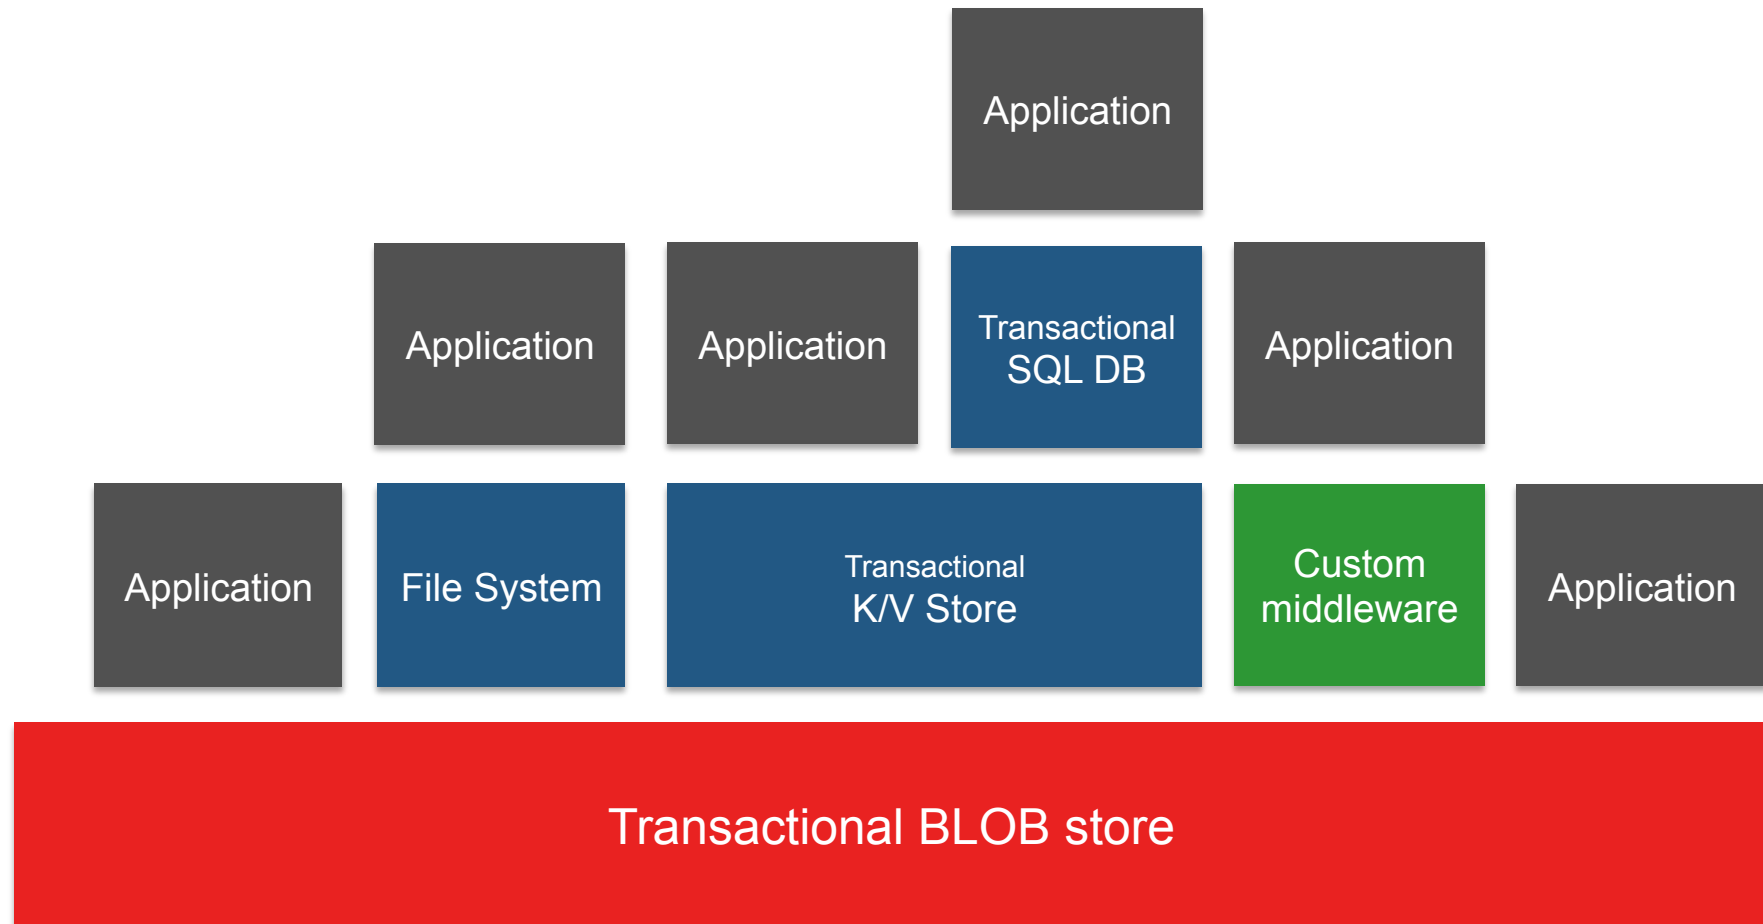 Application
Application
Application
Transactional
SQL DB
Application
Application
File System
Transactional
K/V Store
Custom
middleware
Application
Transactional BLOB store